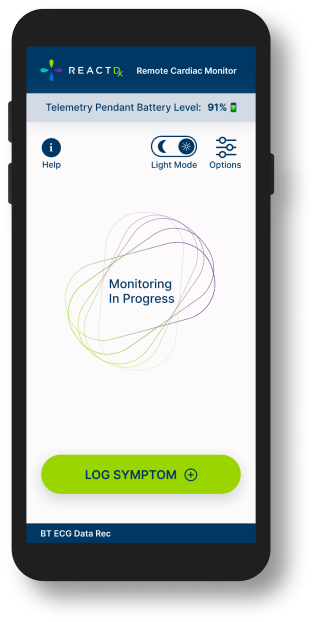 REACTDx Remote Cardiac Monitor
Telemetry Pendant Battery Level: 91%
Help
Light Mode
Options
Monitoring
In Progress
LOG SYMPTOM
BT ECG Data Rec